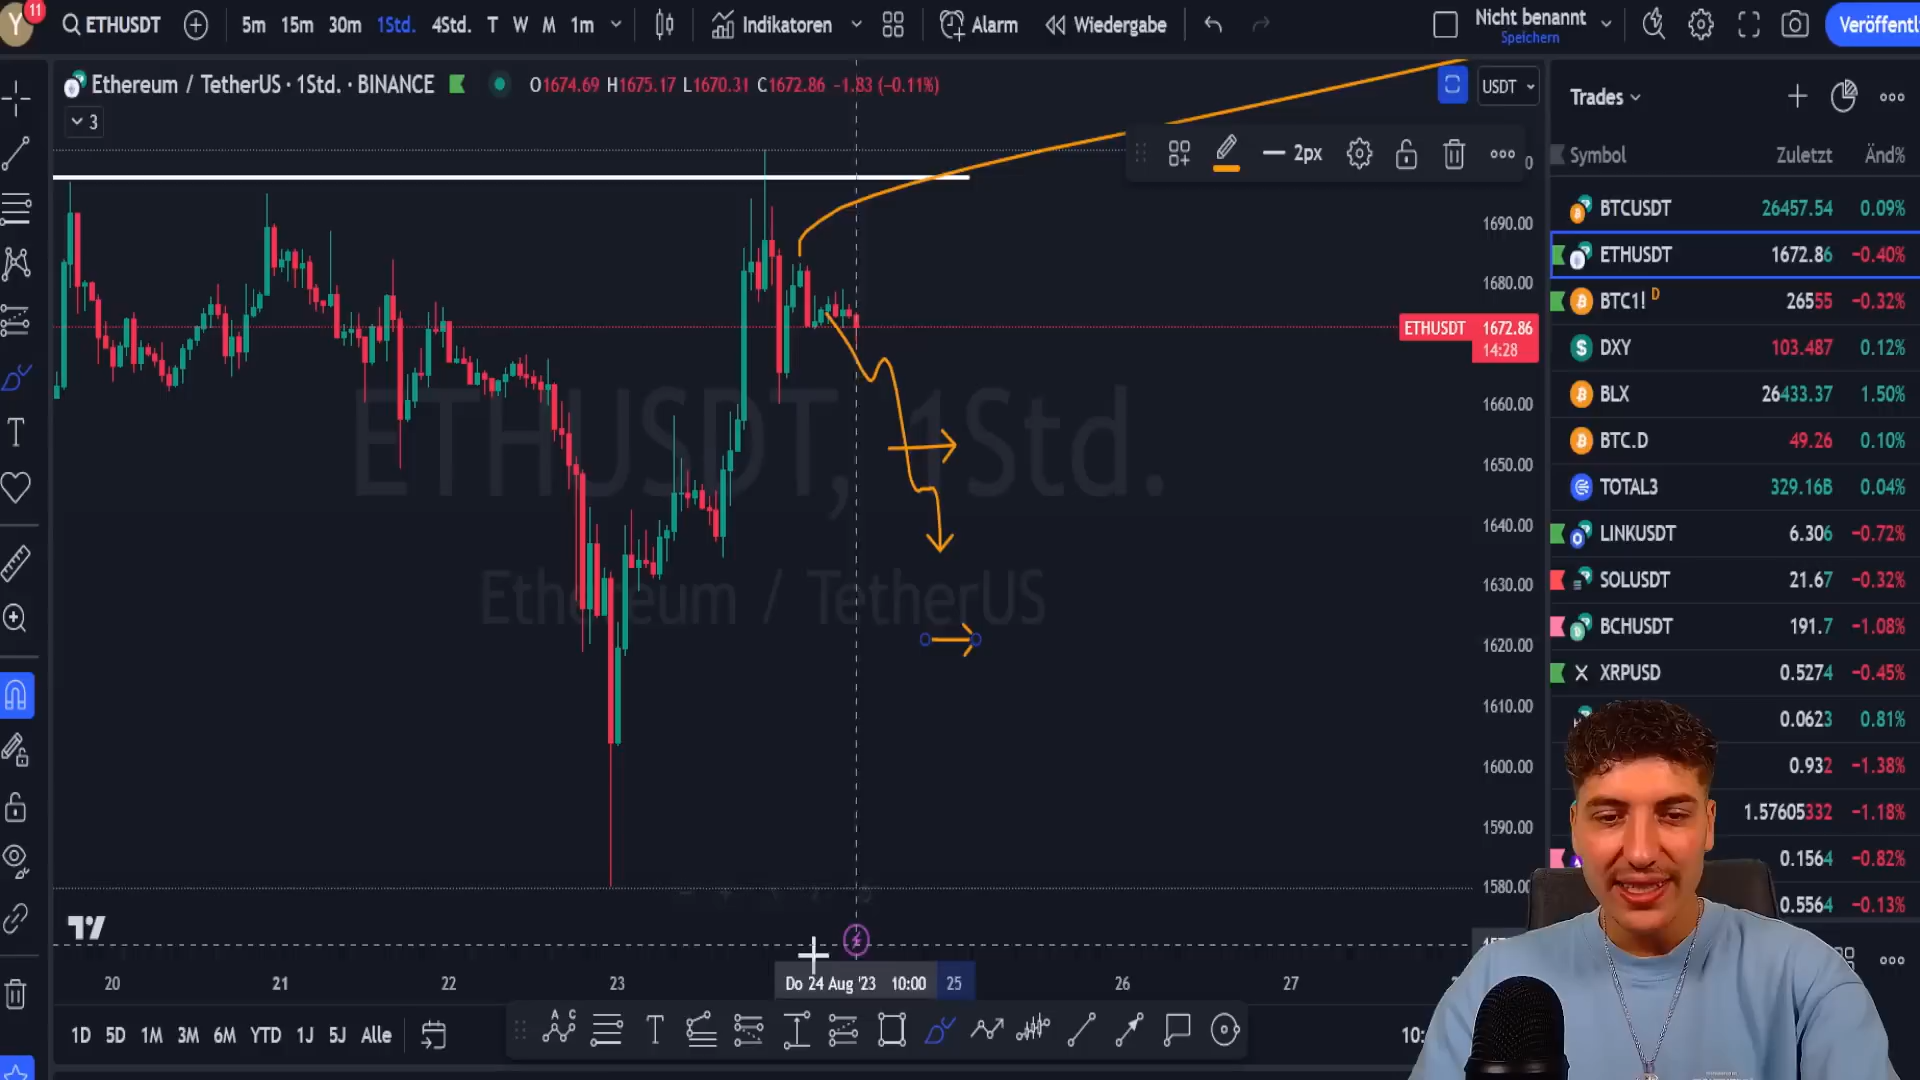 Y
11
ETHUSDT
5m 15m 30m 1Std. 4Std. T W M 1m
Indikatoren
Alarm
Wiedergabe
Nicht benannt
Speichern
Veröffentl
Ethereum / TetherUS · 1Std. · BINANCE
O1674.69 H1675.17 L1670.31 C1672.86 −1.83 (−0.11%)
3
USDT
2px
0
1690.00
1680.00
ETHUSDT 1672.86
14:28
1660.00
1650.00
1640.00
1630.00
1620.00
1610.00
1600.00
1590.00
1580.00
ETHUSDT, 1Std.
Ethereum / TetherUS
20 21 22 23 Do 24 Aug '23 10:00 25 26 27
1D 5D 1M 3M 6M YTD 1J 5J Alle
10:
Trades
Symbol Zuletzt Änd%
BTCUSDT 26457.54 0.09%
ETHUSDT 1672.86 −0.40%
BTC1! D 26555 −0.32%
DXY 103.487 0.12%
BLX 26433.37 1.50%
BTC.D 49.26 0.10%
TOTAL3 329.16B 0.04%
LINKUSDT 6.306 −0.72%
SOLUSDT 21.67 −0.32%
BCHUSDT 191.7 −1.08%
XRPUSD 0.5274 −0.45%
0.0623 0.81%
0.932 −1.38%
1.57605332 −1.18%
0.1564 −0.82%
0.5564 −0.13%